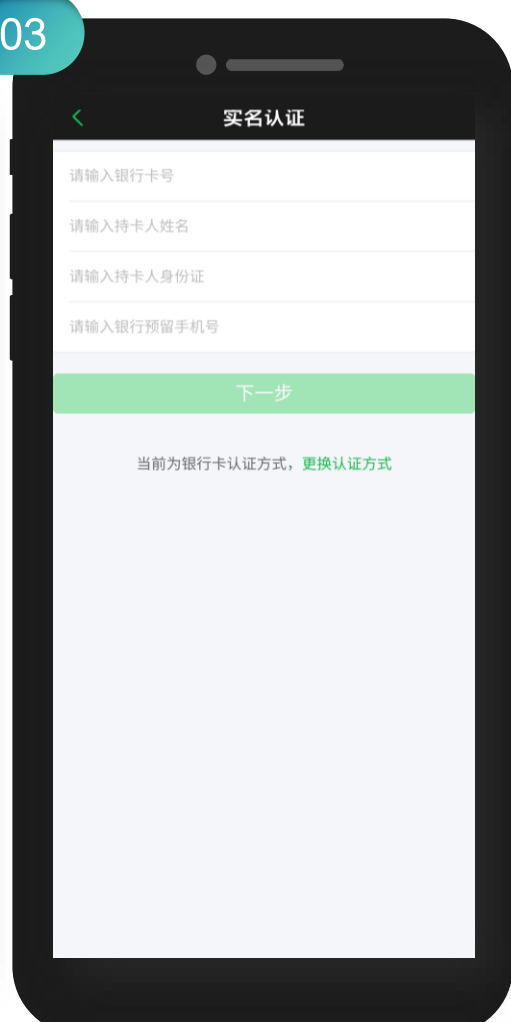 03
实名认证
请输入银行卡号
请输入持卡人姓名
请输入持卡人身份证
请输入银行预留手机号
下一步
当前为银行卡认证方式，更换认证方式